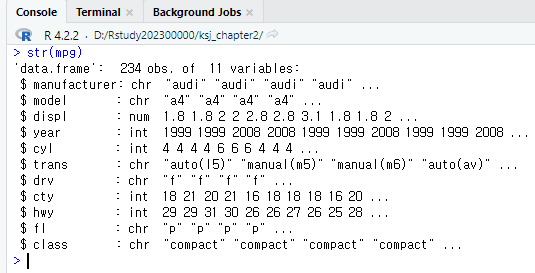 Console Terminal × Background Jobs ×
R 4.2.2 · D:/Rstudy202300000/ksj_chapter2/
> str(mpg)
'data.frame': 234 obs. of 11 variables:
$ manufacturer: chr "audi" "audi" "audi" "audi" ...
$ model : chr "a4" "a4" "a4" "a4" ...
$ displ : num 1.8 1.8 2 2 2.8 2.8 3.1 1.8 1.8 2 ...
$ year : int 1999 1999 2008 2008 1999 1999 2008 1999 1999 2008 ...
$ cyl : int 4 4 4 4 6 6 6 4 4 4 ...
$ trans : chr "auto(l5)" "manual(m5)" "manual(m6)" "auto(av)" ...
$ drv : chr "f" "f" "f" "f" ...
$ cty : int 18 21 20 21 16 18 18 18 16 20 ...
$ hwy : int 29 29 31 30 26 26 27 26 25 28 ...
$ fl : chr "p" "p" "p" "p" ...
$ class : chr "compact" "compact" "compact" "compact" ...
>